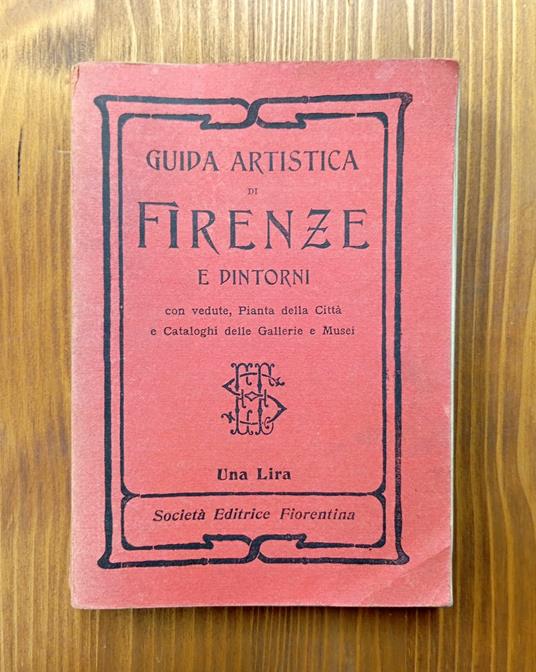 GUIDA ARTISTICA
DI
FIRENZE
E DINTORNI
con vedute, Pianta della Città
e Cataloghi delle Gallerie e Musei
Una Lira
Società Editrice Fiorentina